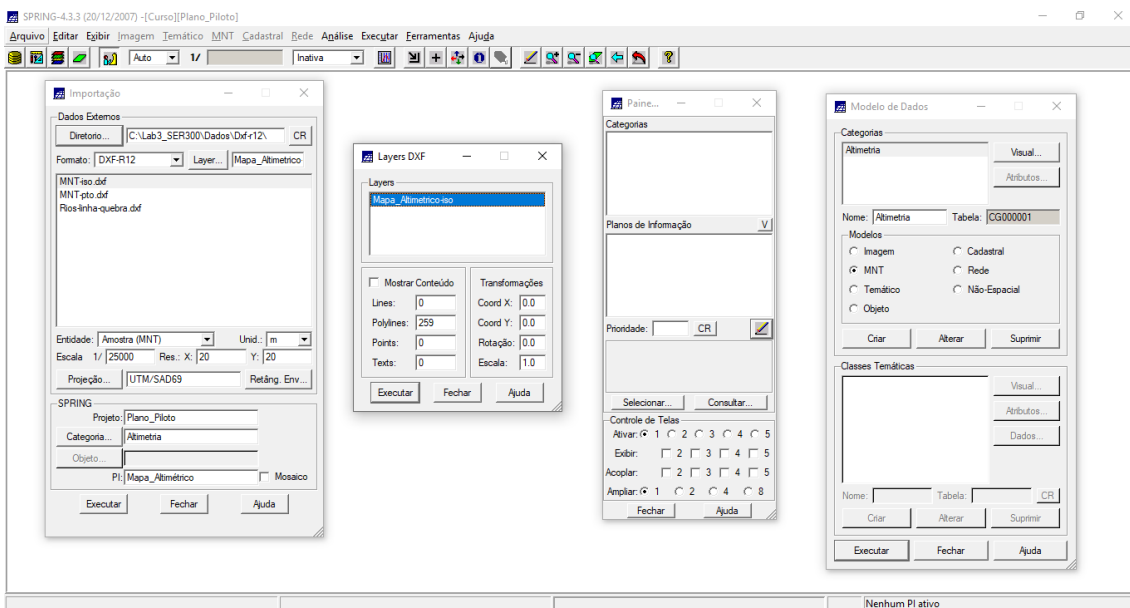 SPRING-4.3.3 (20/12/2007) -[Curso][Plano_Piloto]
Arquivo Editar Exibir Imagem Temático MNT Cadastral Rede Análise Executar Ferramentas Ajuda
Auto 1/ Inativa
Importação
Dados Externos
Diretorio... C:\Lab3_SER300\Dados\Dxf-r12\ CR
Formato: DXF-R12 Layer... Mapa_Altimetrico
MNT-iso.dxf
MNT-pto.dxf
Rios-linha-quebra.dxf
Entidade: Amostra (MNT) Unid.: m
Escala 1/ 25000 Res.: X: 20 Y: 20
Projeção... UTM/SAD69 Retâng. Env...
SPRING
Projeto: Plano_Piloto
Categoria... Altimetria
Objeto...
PI: Mapa_Altimétrico Mosaico
Executar Fechar Ajuda
Layers DXF
Layers
Mapa_Altimetrico-iso
Mostrar Conteúdo Transformações
Lines: 0 Coord X: 0.0
Polylines: 259 Coord Y: 0.0
Points: 0 Rotação: 0.0
Texts: 0 Escala: 1.0
Executar Fechar Ajuda
Paine...
Categorias
Planos de Informação V
Prioridade: CR
Selecionar... Consultar...
Controle de Telas
Ativar: 1 2 3 4 5
Exibir: 2 3 4 5
Acoplar: 2 3 4 5
Ampliar: 1 2 4 8
Fechar Ajuda
Modelo de Dados
Categorias
Altimetria Visual...
Atributos...
Nome: Altimetria Tabela: CG000001
Modelos
Imagem Cadastral
MNT Rede
Temático Não-Espacial
Objeto
Criar Alterar Suprimir
Classes Temáticas
Visual...
Atributos...
Dados...
Nome: Tabela: CR
Criar Alterar Suprimir
Executar Fechar Ajuda
Nenhum PI ativo